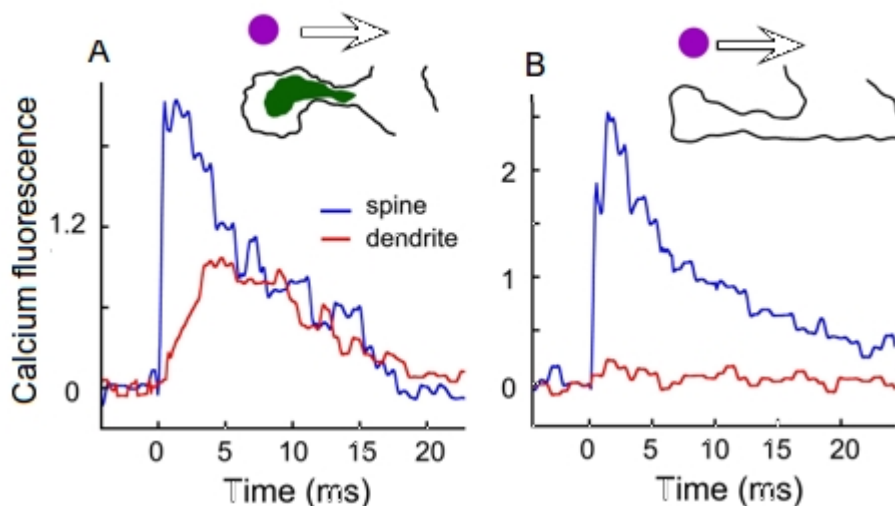 A
B
Calcium fluorescence
1.2
0
spine
dendrite
0 5 10 15 20
Time (ms)
2
1
0
0 5 10 15 20
Time (ms)